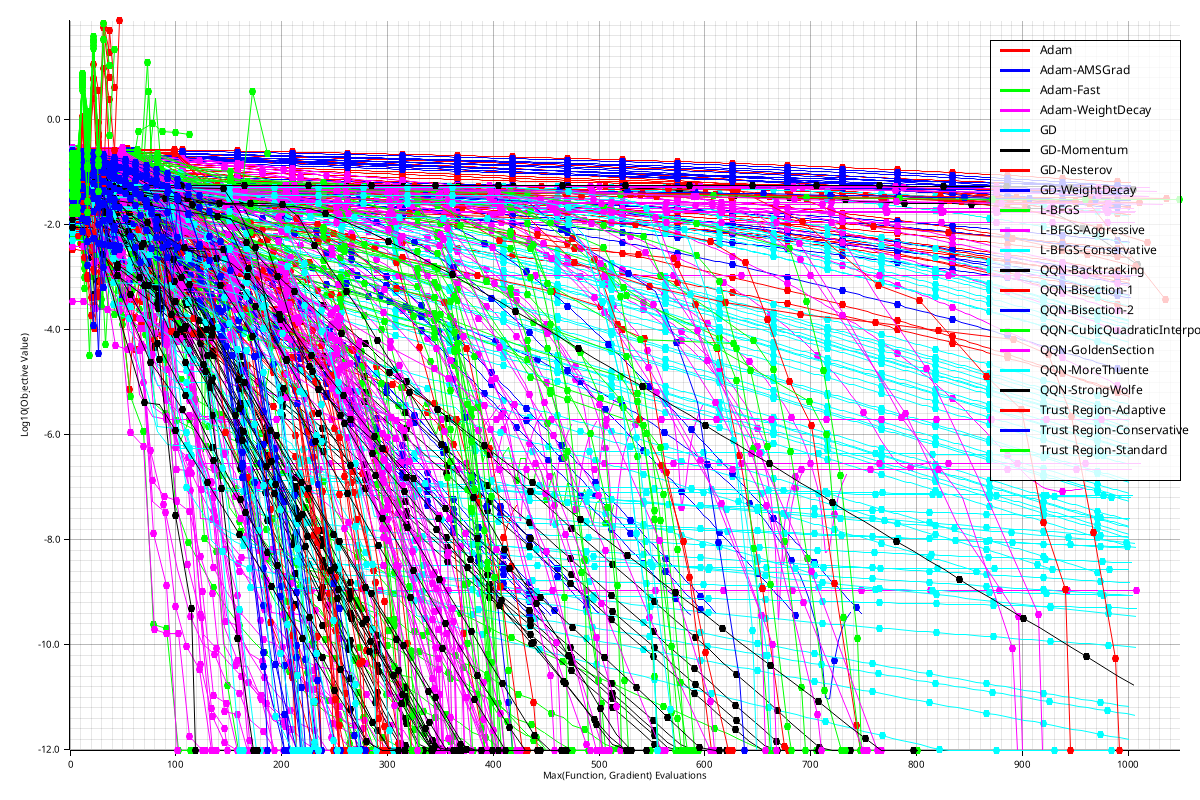 0.0
-2.0
-4.0
-6.0
-8.0
-10.0
-12.0
Log10(Objective Value)
0
100
200
300
400
500
600
700
800
900
1000
Max(Function, Gradient) Evaluations
Adam
Adam-AMSGrad
Adam-Fast
Adam-WeightDecay
GD
GD-Momentum
GD-Nesterov
GD-WeightDecay
L-BFGS
L-BFGS-Aggressive
L-BFGS-Conservative
QQN-Backtracking
QQN-Bisection-1
QQN-Bisection-2
QQN-CubicQuadraticInterpo
QQN-GoldenSection
QQN-MoreThuente
QQN-StrongWolfe
Trust Region-Adaptive
Trust Region-Conservative
Trust Region-Standard